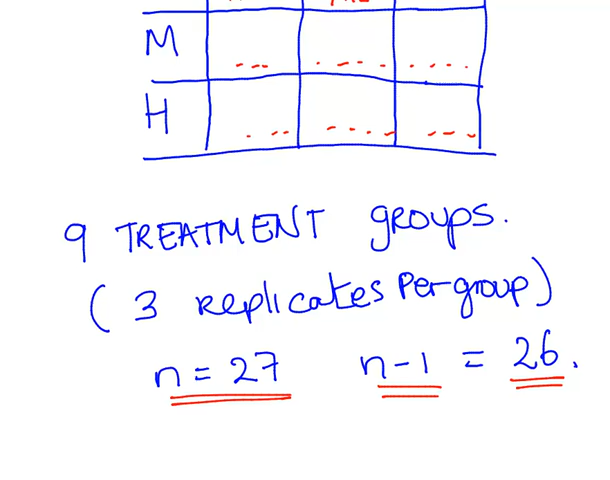 M
H
9 TREATMENT groups.
(3 Replicates Per group)
n = 27 n-1 = 26.